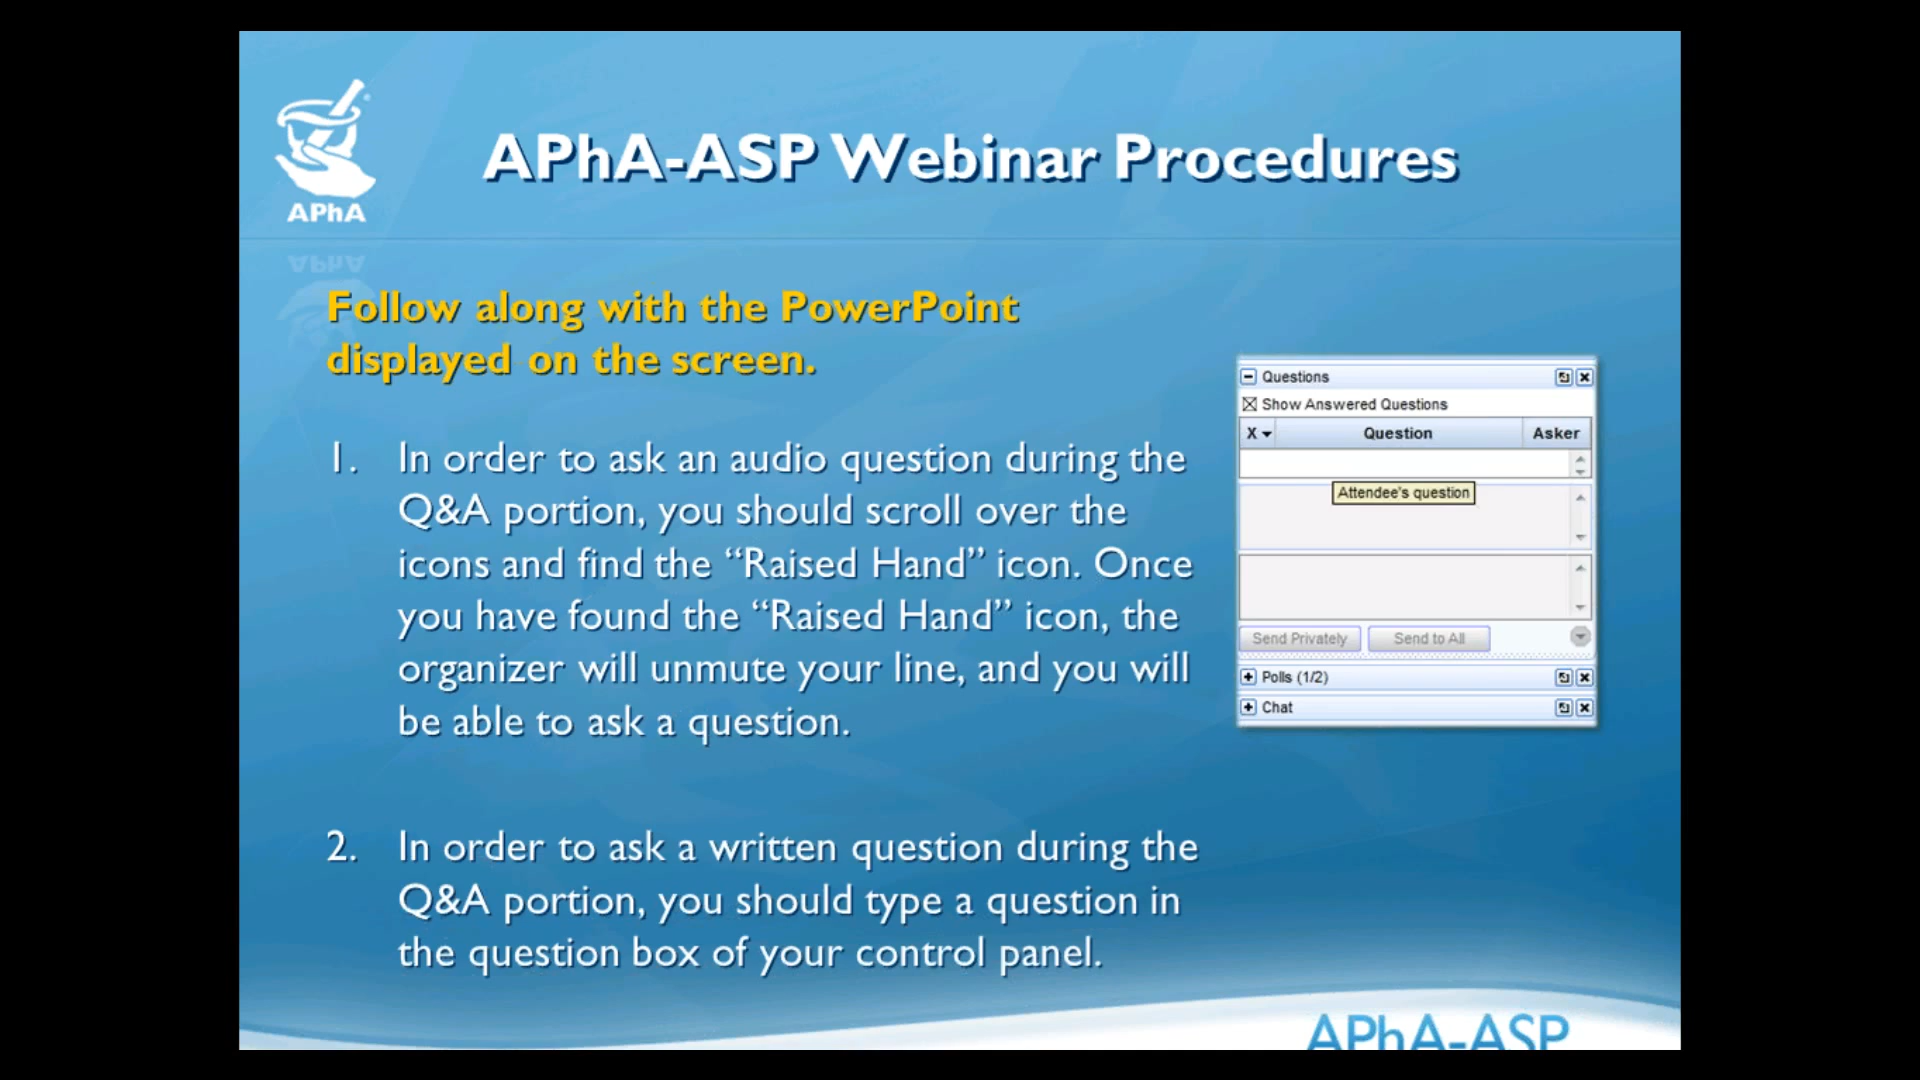 APhA
APhA-ASP Webinar Procedures
Follow along with the PowerPoint
displayed on the screen.
1. In order to ask an audio question during the
Q&A portion, you should scroll over the
icons and find the “Raised Hand” icon. Once
you have found the “Raised Hand” icon, the
organizer will unmute your line, and you will
be able to ask a question.
2. In order to ask a written question during the
Q&A portion, you should type a question in
the question box of your control panel.
Questions
Show Answered Questions
X Question Asker
Attendee's question
Send Privately Send to All
Polls (1/2)
Chat
APhA-ASP